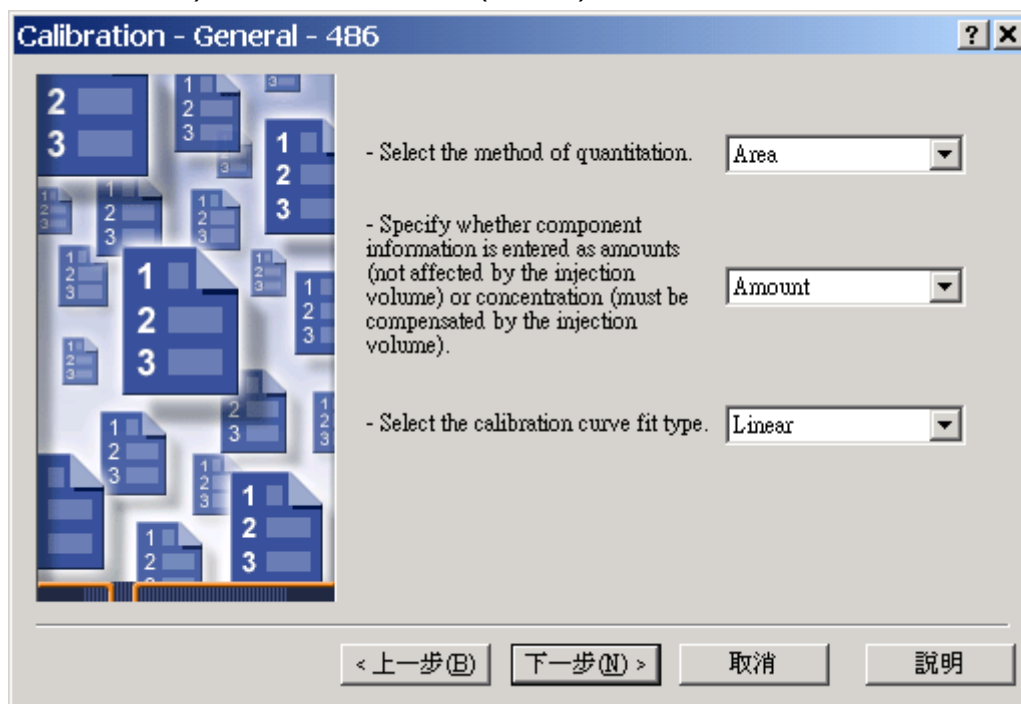 Calibration - General - 486
- Select the method of quantitation.
Area
- Specify whether component
information is entered as amounts
(not affected by the injection
volume) or concentration (must be
compensated by the injection
volume).
Amount
- Select the calibration curve fit type.
Linear
<上一步(B)
下一步(N) >
取消
說明